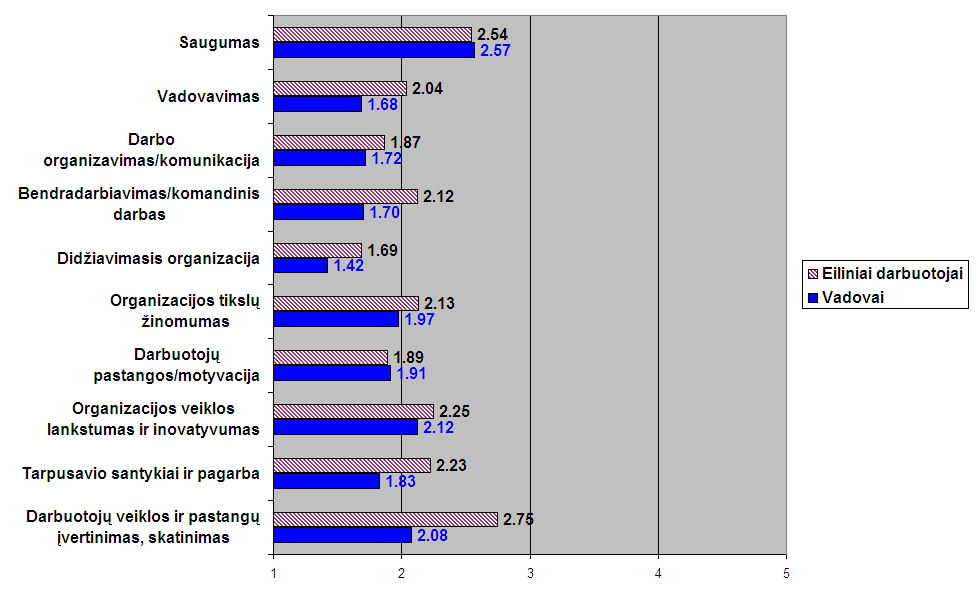 Saugumas
2.54
2.57
Vadovavimas
2.04
1.68
Darbo
organizavimas/komunikacija
1.87
1.72
Bendradarbiavimas/komandinis
darbas
2.12
1.70
Didžiavimasis organizacija
1.69
1.42
Organizacijos tikslų
žinomumas
2.13
1.97
Darbuotojų
pastangos/motyvacija
1.89
1.91
Organizacijos veiklos
lankstumas ir inovatyvumas
2.25
2.12
Tarpusavio santykiai ir pagarba
2.23
1.83
Darbuotojų veiklos ir pastangų
įvertinimas, skatinimas
2.75
2.08
1 2 3 4 5
Eiliniai darbuotojai
Vadovai